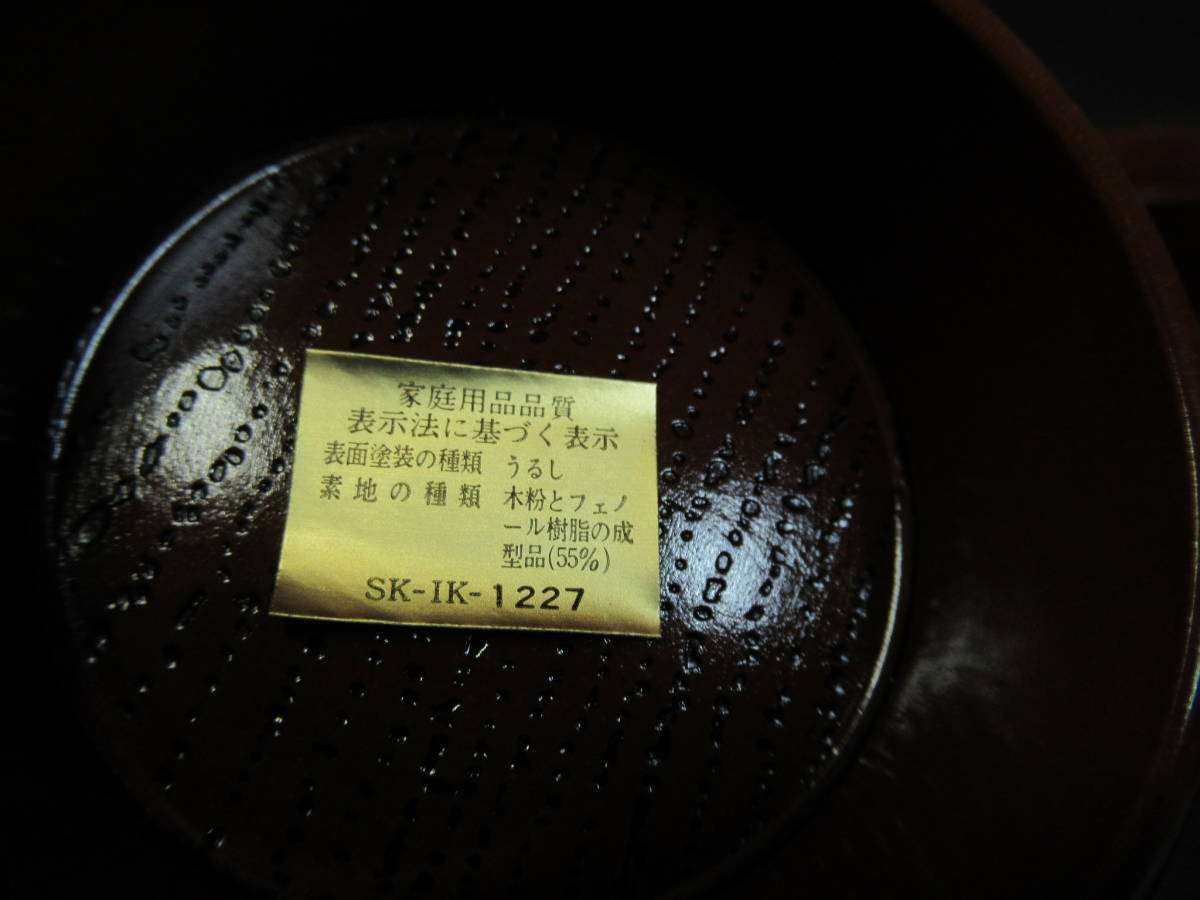 家庭用品品質
表示法に基づく表示
表面塗装の種類 うるし
素地の種類 木粉とフェノ
ール樹脂の成
型品(55%)
SK-IK-1227